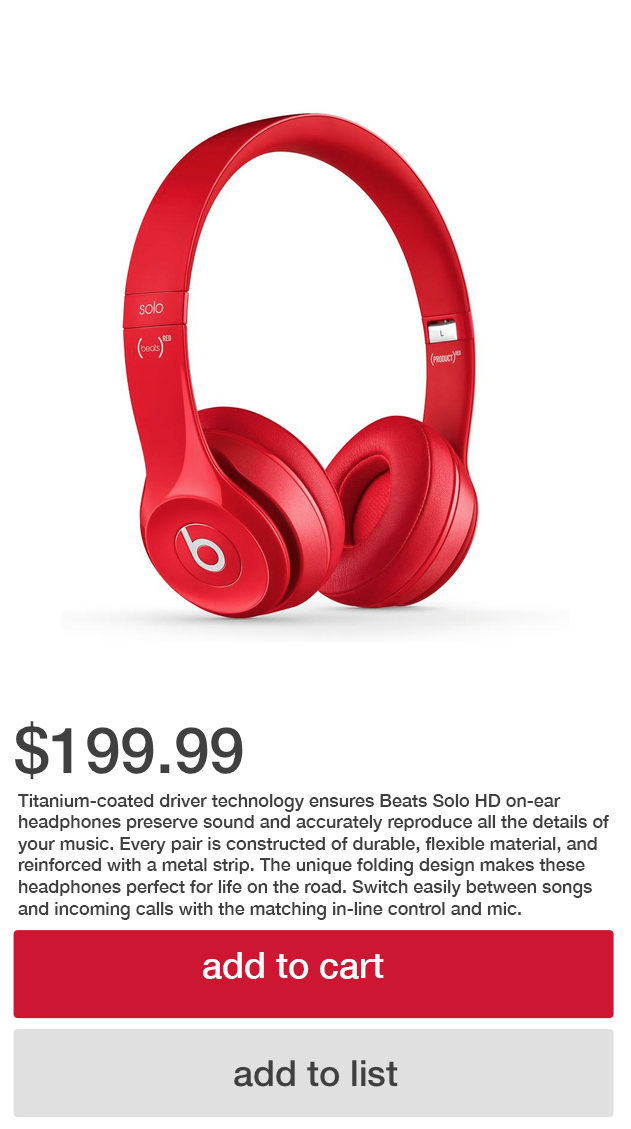 solo
(beats)RED
L
(PRODUCT)RED
b
$199.99
Titanium-coated driver technology ensures Beats Solo HD on-ear
headphones preserve sound and accurately reproduce all the details of
your music. Every pair is constructed of durable, flexible material, and
reinforced with a metal strip. The unique folding design makes these
headphones perfect for life on the road. Switch easily between songs
and incoming calls with the matching in-line control and mic.
add to cart
add to list